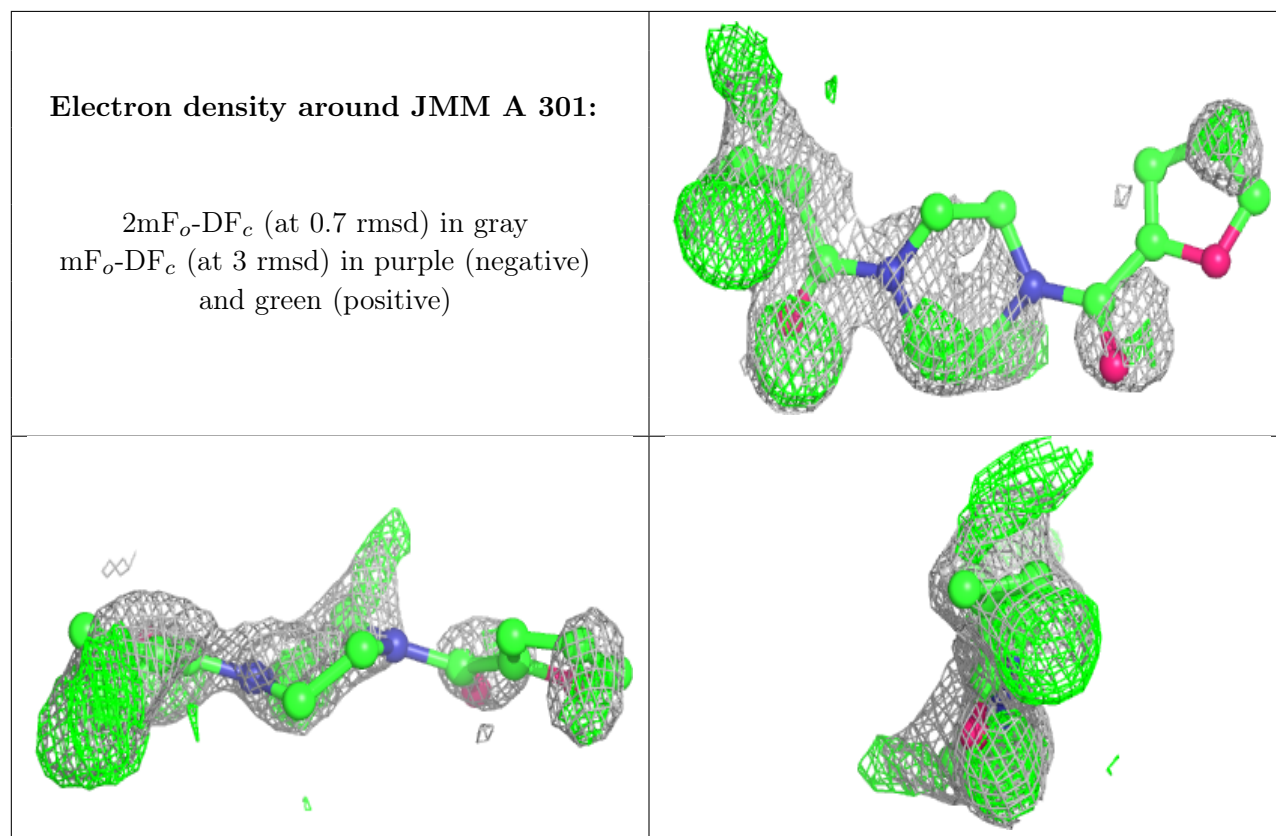 Electron density around JMM A 301:
2mFₒ-DF𝒸 (at 0.7 rmsd) in gray
mFₒ-DF𝒸 (at 3 rmsd) in purple (negative)
and green (positive)